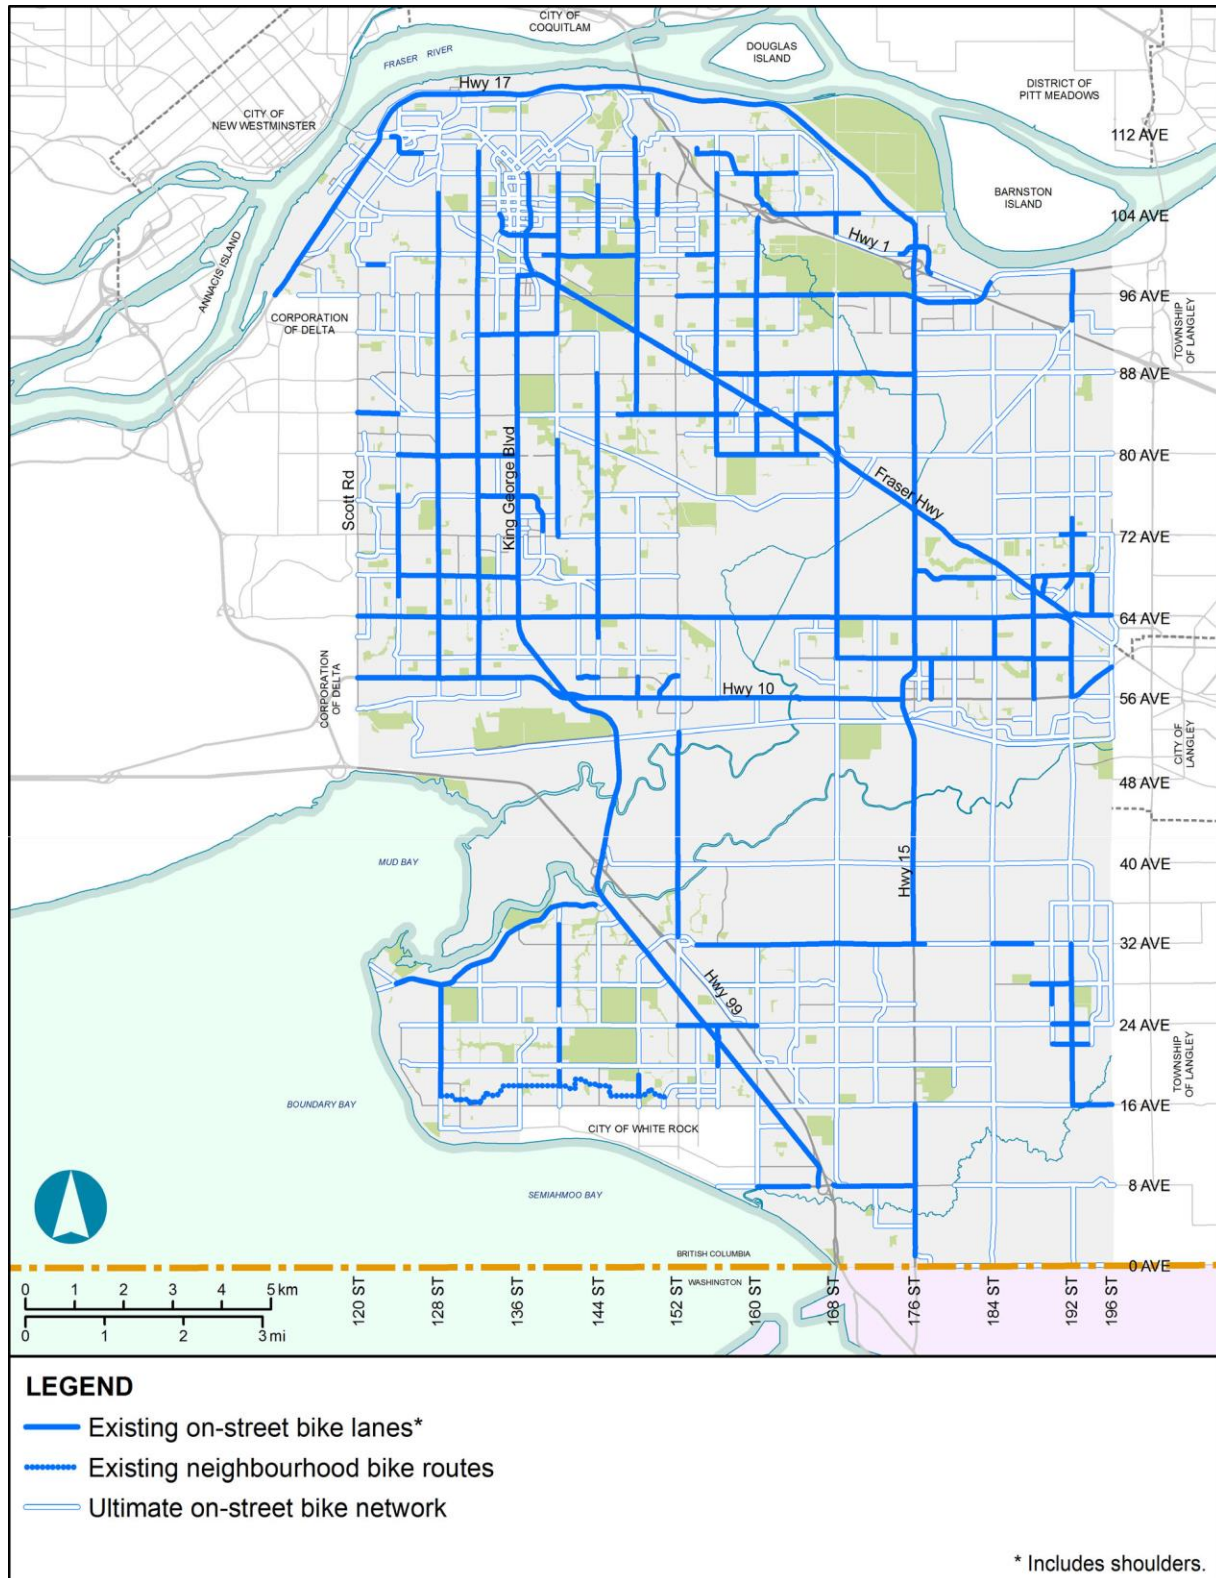 CITY OF
COQUITLAM
DOUGLAS
ISLAND
FRASER RIVER
Hwy 17
DISTRICT OF
PITT MEADOWS
CITY OF
NEW WESTMINSTER
112 AVE
BARNSTON
ISLAND
104 AVE
Hwy 1
ANNACIS ISLAND
96 AVE
CORPORATION
OF DELTA
TOWNSHIP
OF LANGLEY
88 AVE
King George Blvd
80 AVE
Scott Rd
Fraser Hwy
72 AVE
64 AVE
CORPORATION
OF DELTA
Hwy 10
56 AVE
CITY OF
LANGLEY
48 AVE
MUD BAY
40 AVE
Hwy 15
32 AVE
Hwy 99
24 AVE
TOWNSHIP
OF LANGLEY
BOUNDARY BAY
16 AVE
CITY OF WHITE ROCK
8 AVE
SEMIAHMOO BAY
BRITISH COLUMBIA
0 AVE
WASHINGTON
0 1 2 3 4 5 km
0 1 2 3 mi
120 ST
128 ST
136 ST
144 ST
152 ST
160 ST
168 ST
176 ST
184 ST
192 ST
196 ST
LEGEND
Existing on-street bike lanes*
Existing neighbourhood bike routes
Ultimate on-street bike network
* Includes shoulders.